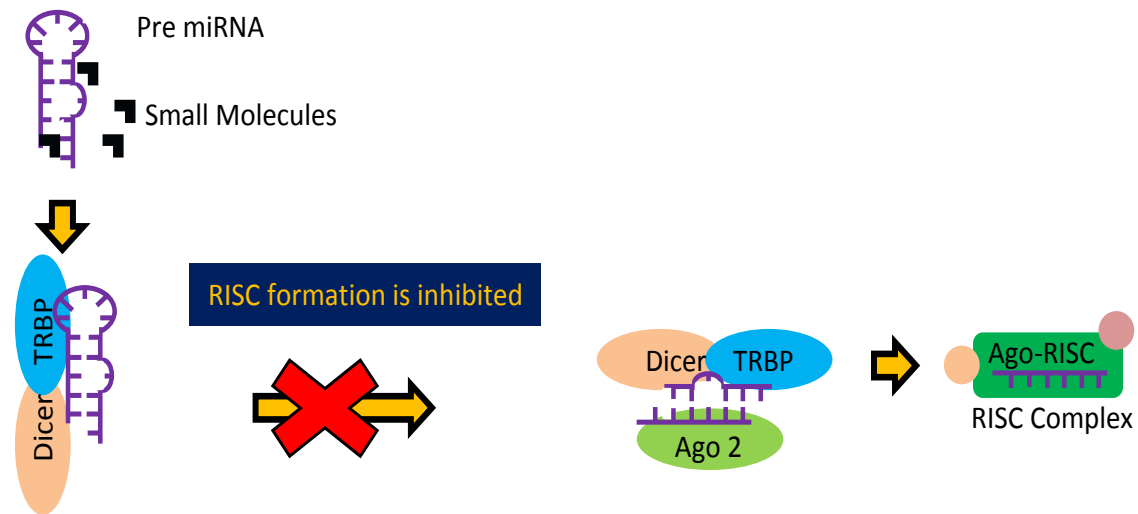 Pre miRNA
Small Molecules
TRBP
Dicer
RISC formation is inhibited
Dicer
TRBP
Ago 2
Ago-RISC
RISC Complex